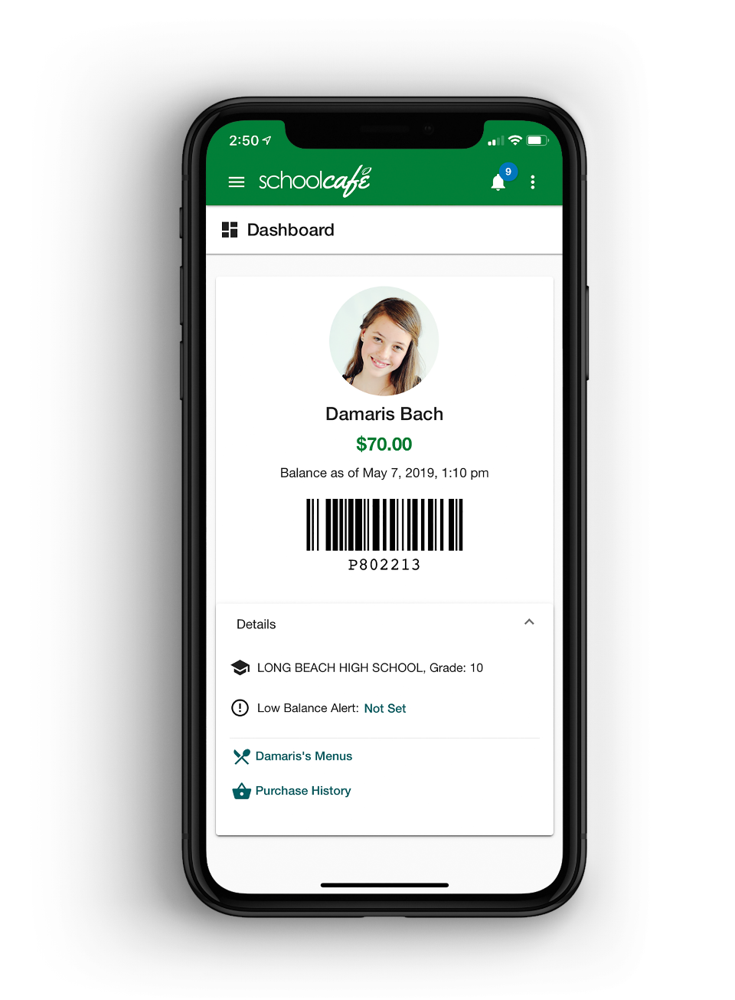 2:50
schoolcafé
9
Dashboard
Damaris Bach
$70.00
Balance as of May 7, 2019, 1:10 pm
P802213
Details
LONG BEACH HIGH SCHOOL, Grade: 10
Low Balance Alert: Not Set
Damaris's Menus
Purchase History